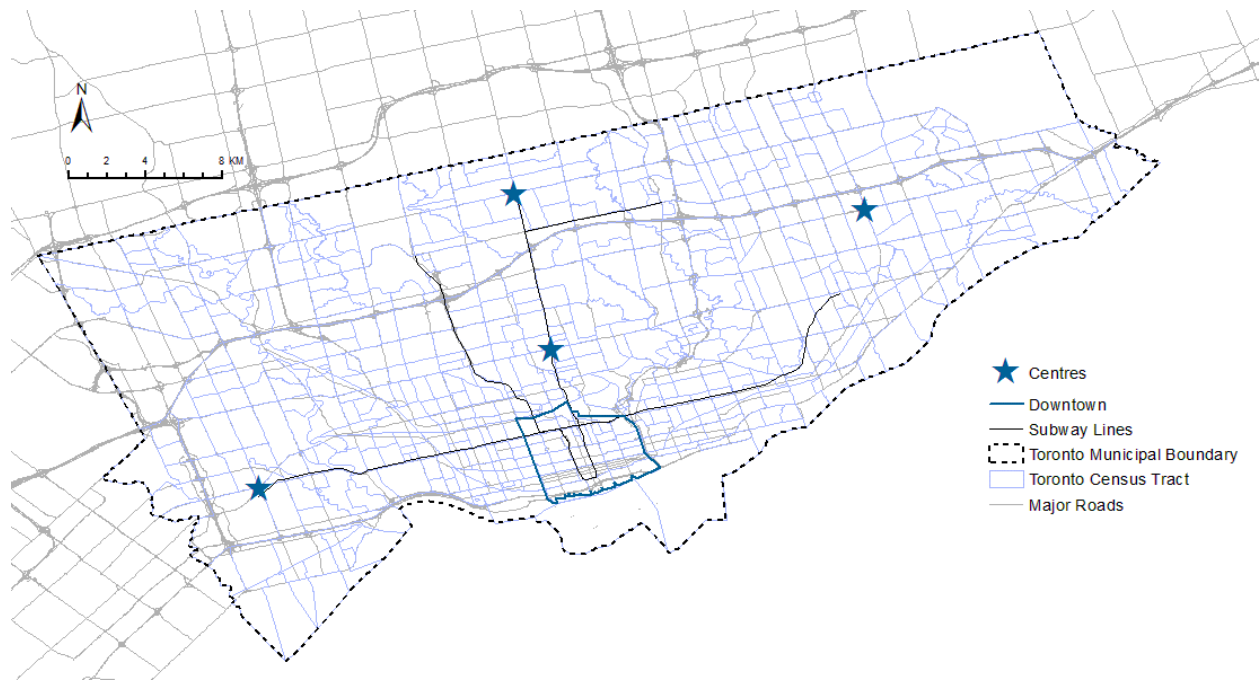 N
0 2 4 8 KM
Centres
Downtown
Subway Lines
Toronto Municipal Boundary
Toronto Census Tract
Major Roads